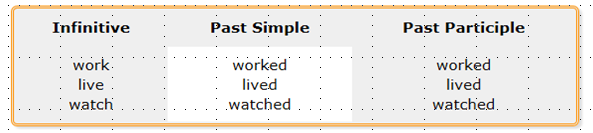 Infinitive Past Simple Past Participle
work worked worked
live lived lived
watch watched watched